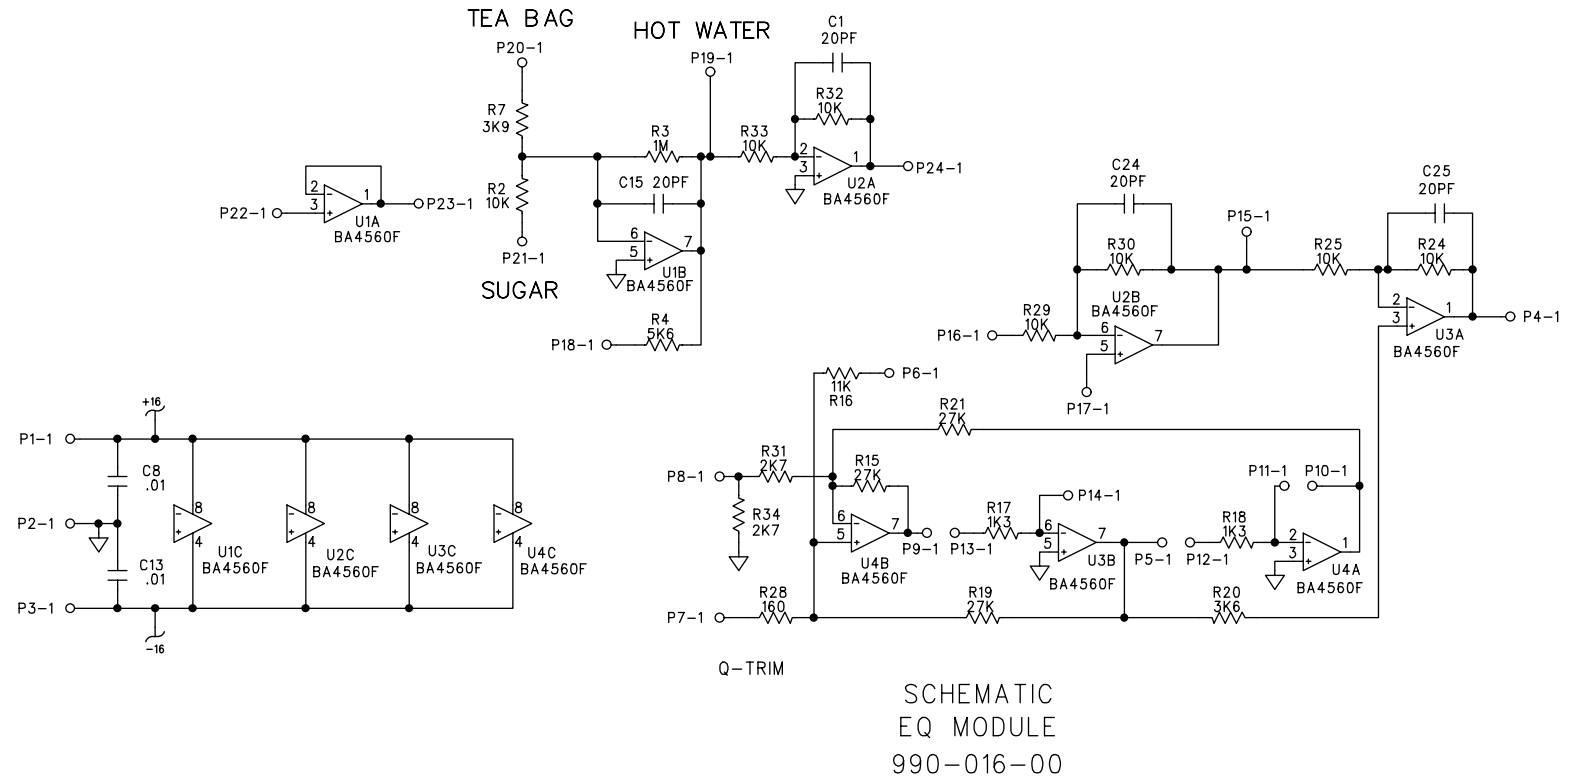 TEA BAG
P20-1
HOT WATER
P19-1
C1
20PF
R7
3K9
R32
10K
R3
1M
R33
10K
2
3
1
U2A
BA4560F
P24-1
2
3
1
P22-1
P23-1
U1A
BA4560F
R2
10K
C15 20PF
P21-1
6
5
7
U1B
BA4560F
SUGAR
R4
5K6
P18-1
C24
20PF
C25
20PF
P15-1
R30
10K
R25
10K
R24
10K
U2B
BA4560F
R29
10K
P16-1
6
5
7
P17-1
2
3
1
U3A
BA4560F
P4-1
P6-1
11K
R16
R21
27K
+16
P1-1
C8
.01
P2-1
C13
.01
P3-1
-16
8
4
U1C
BA4560F
8
4
U2C
BA4560F
8
4
U3C
BA4560F
8
4
U4C
BA4560F
P8-1
R31
2K7
R15
27K
R34
2K7
6
5
7
U4B
BA4560F
P9-1
P13-1
R17
1K3
P14-1
6
5
7
U3B
BA4560F
P5-1
P12-1
R18
1K3
P11-1
P10-1
2
3
1
U4A
BA4560F
P7-1
R28
160
R19
27K
R20
3K6
Q-TRIM
SCHEMATIC
EQ MODULE
990-016-00